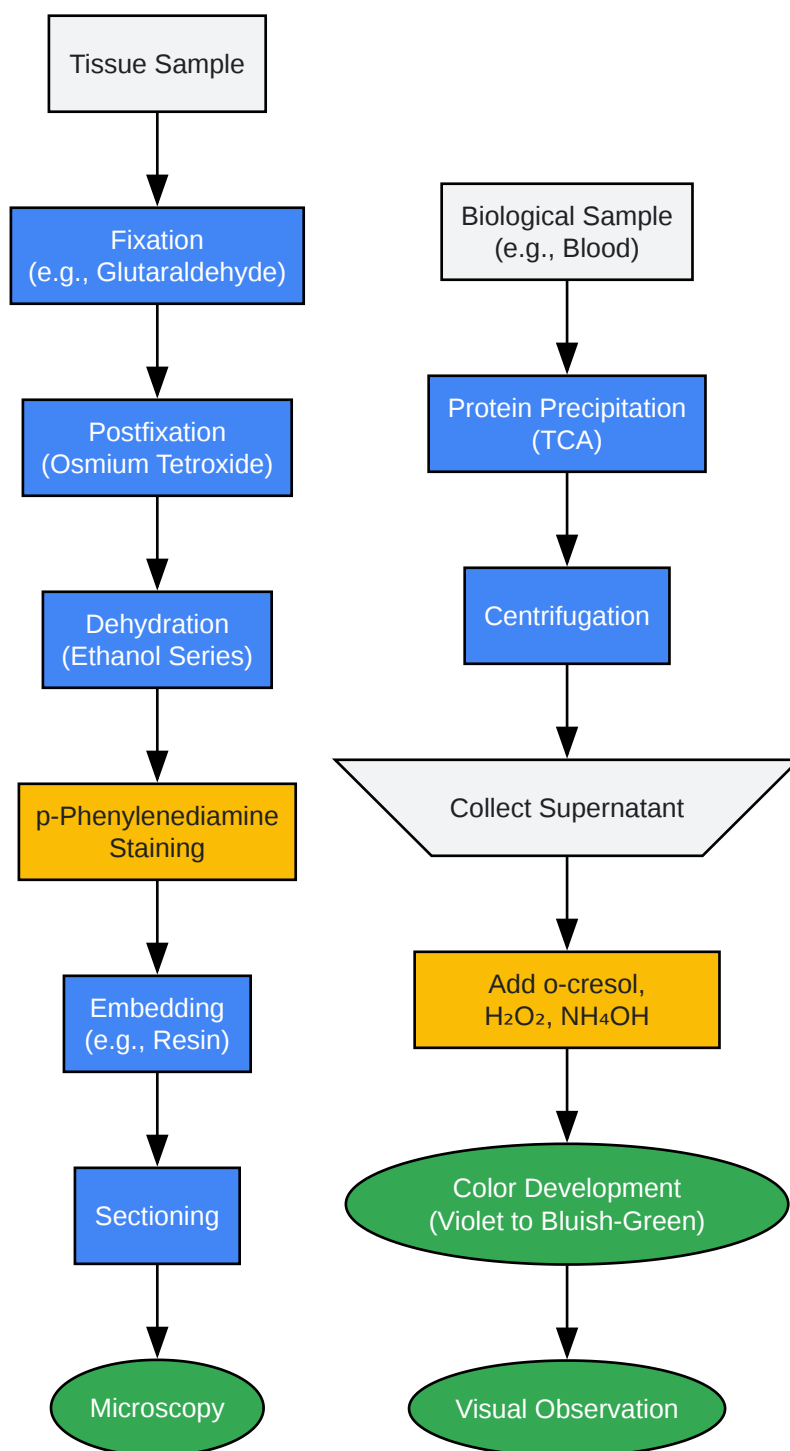 Tissue Sample
Fixation
(e.g., Glutaraldehyde)
Postfixation
(Osmium Tetroxide)
Dehydration
(Ethanol Series)
p-Phenylenediamine
Staining
Embedding
(e.g., Resin)
Sectioning
Microscopy
Biological Sample
(e.g., Blood)
Protein Precipitation
(TCA)
Centrifugation
Collect Supernatant
Add o-cresol,
H₂O₂, NH₄OH
Color Development
(Violet to Bluish-Green)
Visual Observation